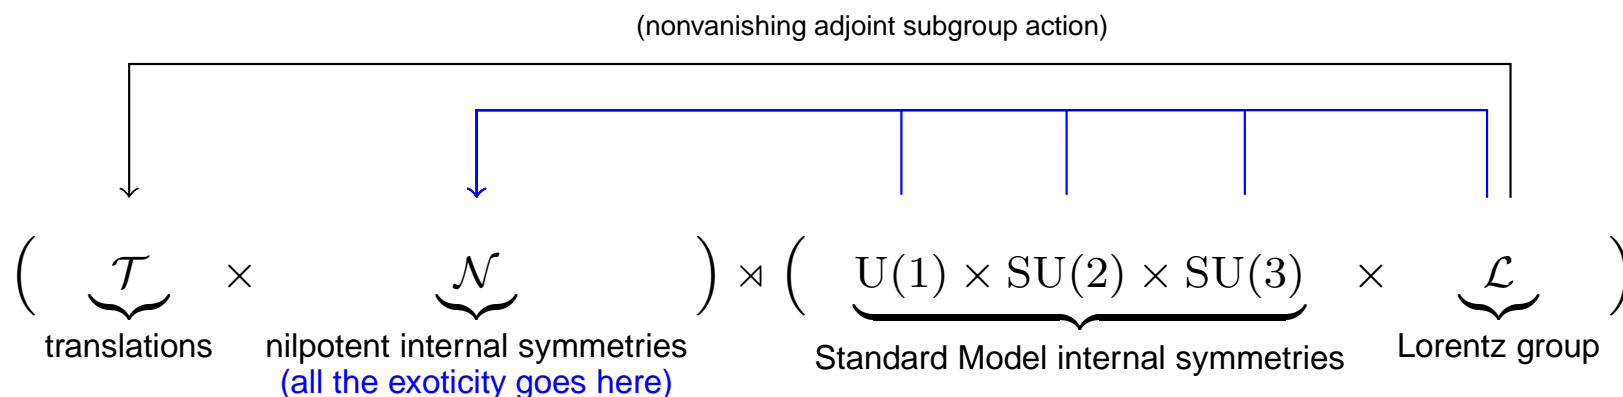 (nonvanishing adjoint subgroup action)
( 𝒯 × 𝒩 ) ⋊ ( U(1) × SU(2) × SU(3) × ℒ )
translations nilpotent internal symmetries Standard Model internal symmetries Lorentz group
(all the exoticity goes here)